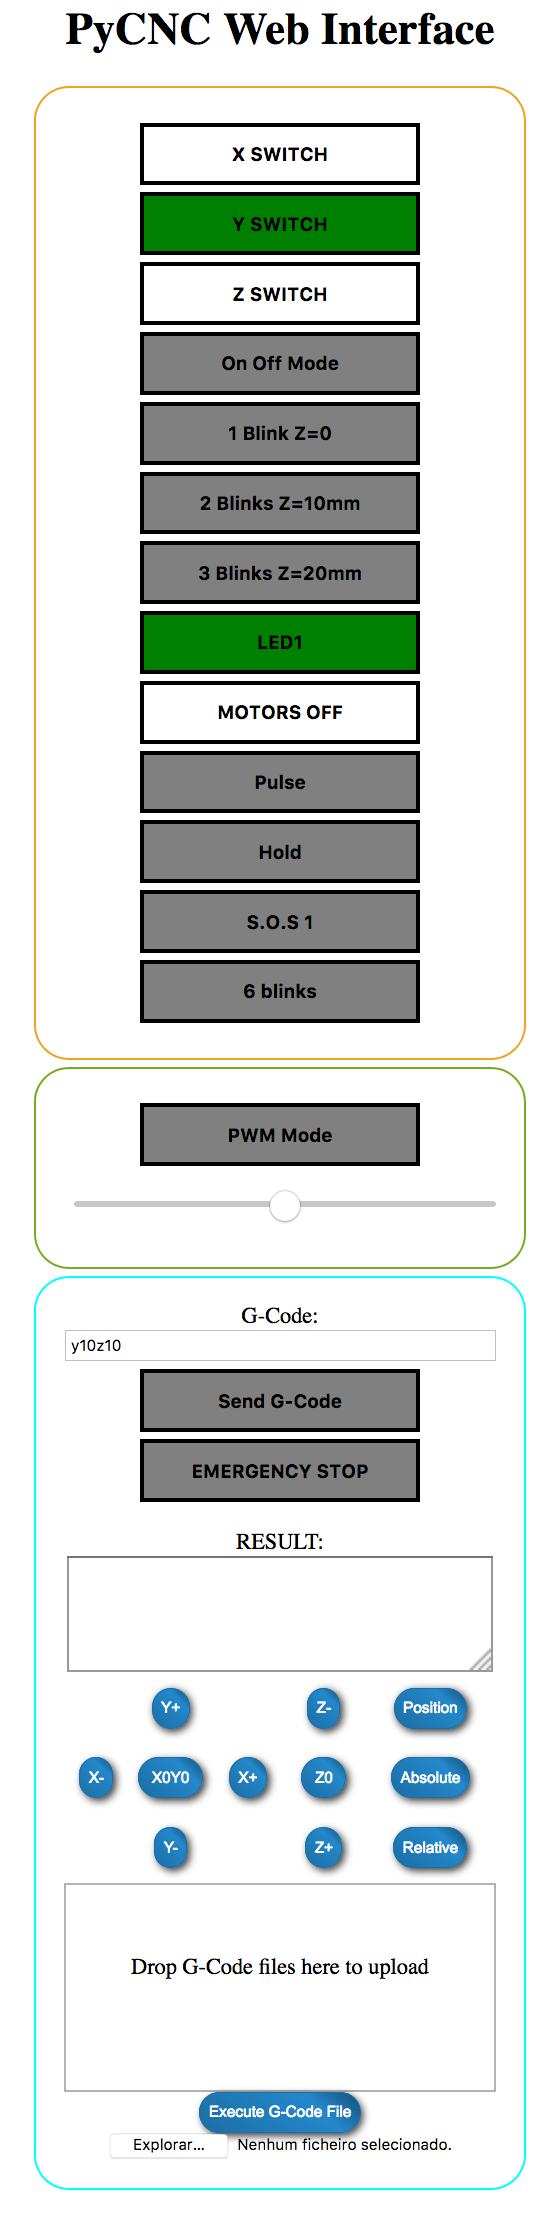 PyCNC Web Interface
X SWITCH
Y SWITCH
Z SWITCH
On Off Mode
1 Blink Z=0
2 Blinks Z=10mm
3 Blinks Z=20mm
LED1
MOTORS OFF
Pulse
Hold
S.O.S 1
6 blinks
PWM Mode
G-Code:
y10z10
Send G-Code
EMERGENCY STOP
RESULT:
Y+ Z- Position
X- X0Y0 X+ Z0 Absolute
Y- Z+ Relative
Drop G-Code files here to upload
Execute G-Code File
Explorar... Nenhum ficheiro selecionado.